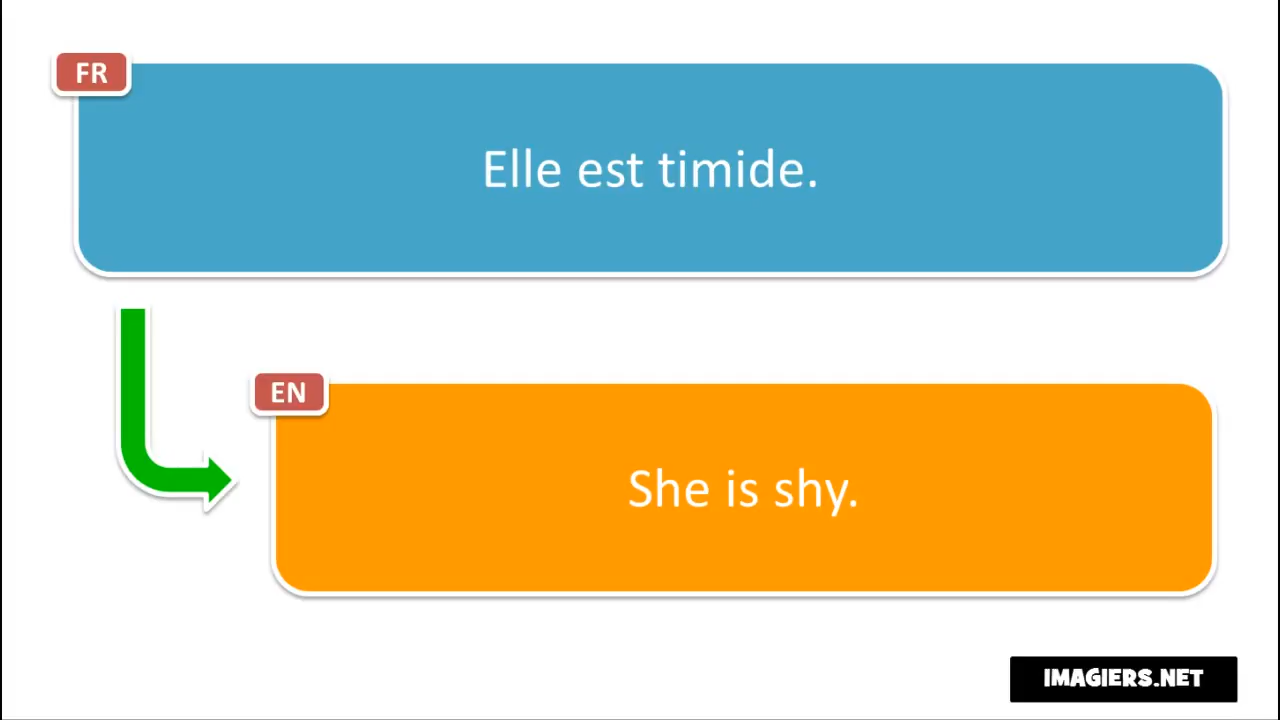 FR
Elle est timide.
EN
She is shy.
IMAGIERS.NET